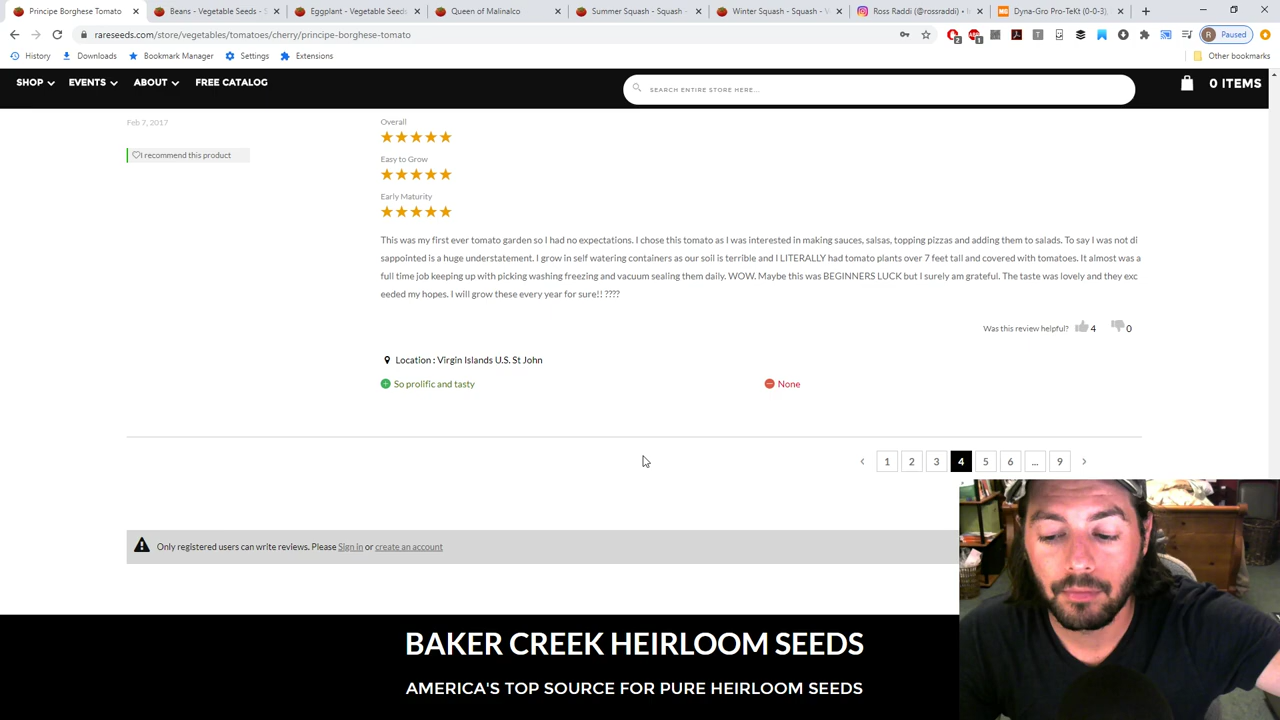 Principe Borghese Tomato
Beans - Vegetable Seeds - S
Eggplant - Vegetable Seeds
Queen of Malinalco
Summer Squash - Squash -
Winter Squash - Squash - V
Ross Raddi (@rossraddi) • I
Dyna-Gro Pro-TeKt (0-0-3)
rareseeds.com/store/vegetables/tomatoes/cherry/principe-borghese-tomato
2
1
R Paused
History
Downloads
Bookmark Manager
Settings
Extensions
Other bookmarks
SHOP
EVENTS
ABOUT
FREE CATALOG
SEARCH ENTIRE STORE HERE...
0 ITEMS
Feb 7, 2017
I recommend this product
Overall
Easy to Grow
Early Maturity
This was my first ever tomato garden so I had no expectations. I chose this tomato as I was interested in making sauces, salsas, topping pizzas and adding them to salads. To say I was not di
sappointed is a huge understatement. I grow in self watering containers as our soil is terrible and I LITERALLY had tomato plants over 7 feet tall and covered with tomatoes. It almost was a
full time job keeping up with picking washing freezing and vacuum sealing them daily. WOW. Maybe this was BEGINNERS LUCK but I surely am grateful. The taste was lovely and they exc
eeded my hopes. I will grow these every year for sure!! ????
Was this review helpful? 4 0
Location : Virgin Islands U.S. St John
So prolific and tasty
None
‹ 1 2 3 4 5 6 ... 9 ›
Only registered users can write reviews. Please Sign in or create an account
BAKER CREEK HEIRLOOM SEEDS
AMERICA'S TOP SOURCE FOR PURE HEIRLOOM SEEDS